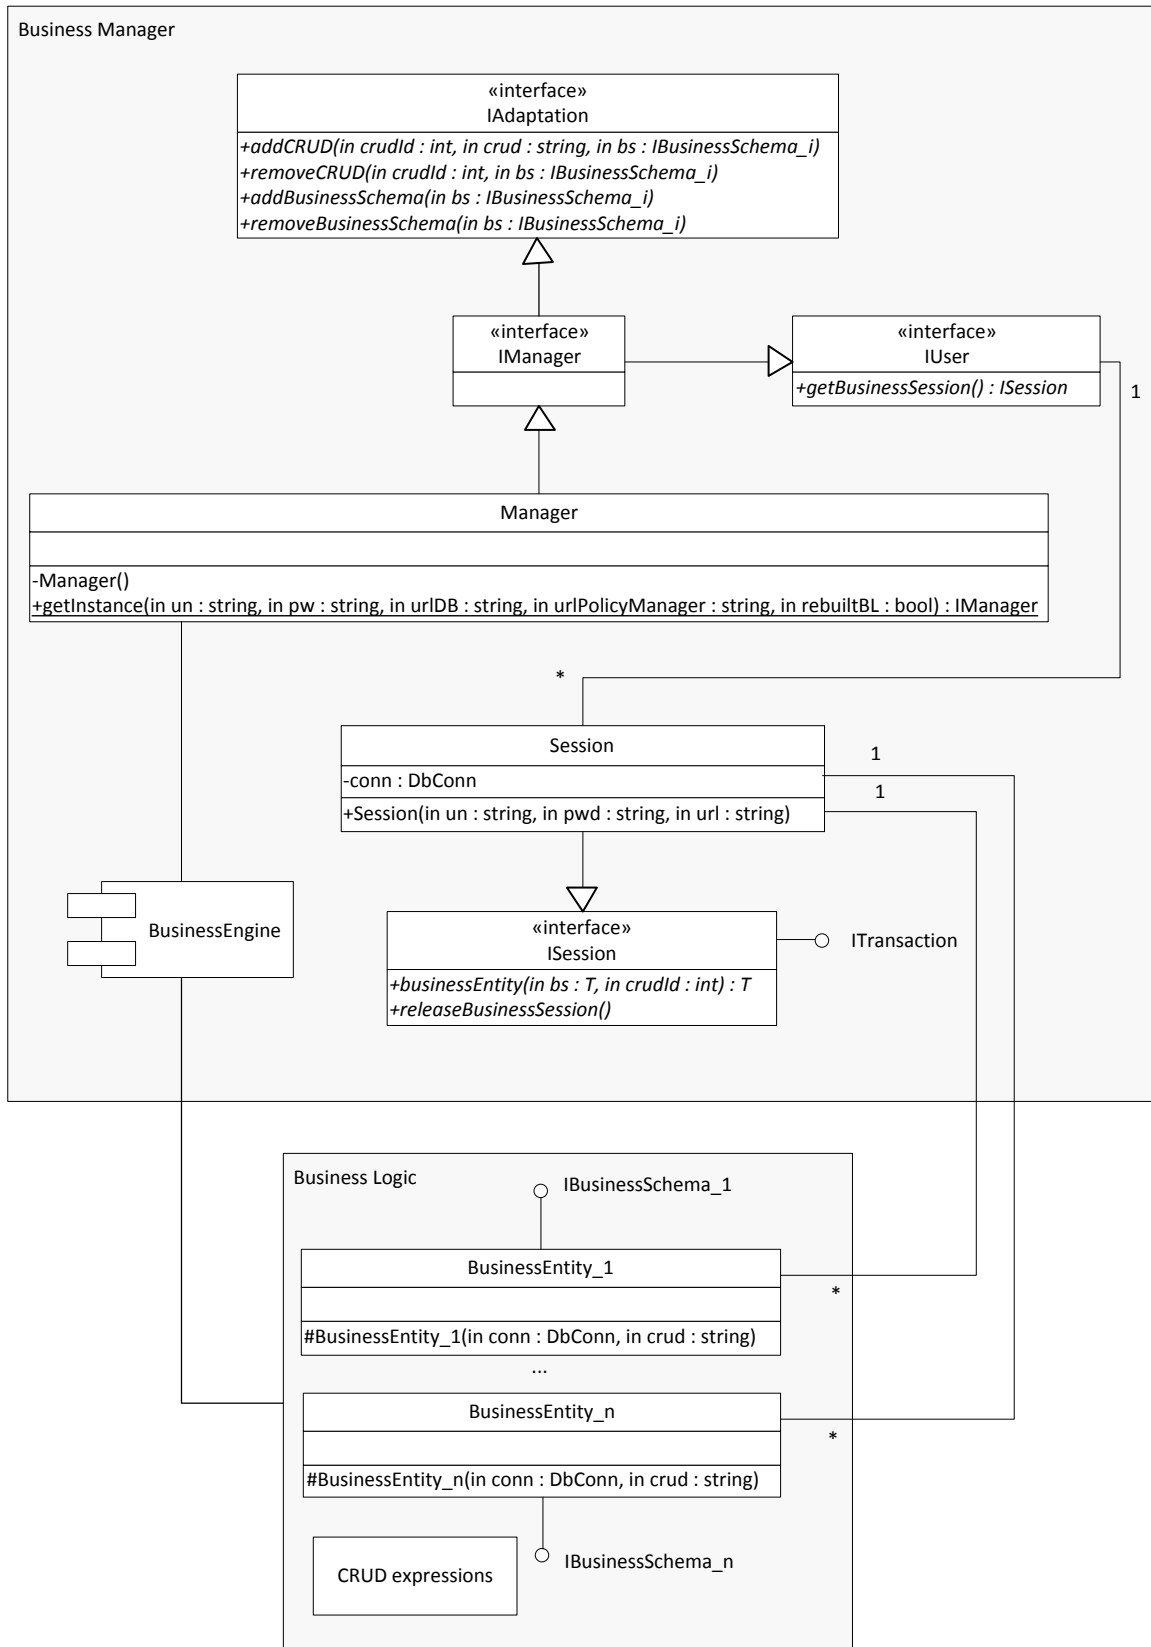 Business Manager
«interface»
IAdaptation
+addCRUD(in crudId : int, in crud : string, in bs : IBusinessSchema_i)
+removeCRUD(in crudId : int, in bs : IBusinessSchema_i)
+addBusinessSchema(in bs : IBusinessSchema_i)
+removeBusinessSchema(in bs : IBusinessSchema_i)
«interface»
IManager
«interface»
IUser
+getBusinessSession() : ISession
1
Manager
-Manager()
+getInstance(in un : string, in pw : string, in urlDB : string, in urlPolicyManager : string, in rebuiltBL : bool) : IManager
*
Session
-conn : DbConn
+Session(in un : string, in pwd : string, in url : string)
1
1
BusinessEngine
«interface»
ISession
+businessEntity(in bs : T, in crudId : int) : T
+releaseBusinessSession()
ITransaction
Business Logic
IBusinessSchema_1
BusinessEntity_1
#BusinessEntity_1(in conn : DbConn, in crud : string)
*
...
BusinessEntity_n
#BusinessEntity_n(in conn : DbConn, in crud : string)
*
IBusinessSchema_n
CRUD expressions